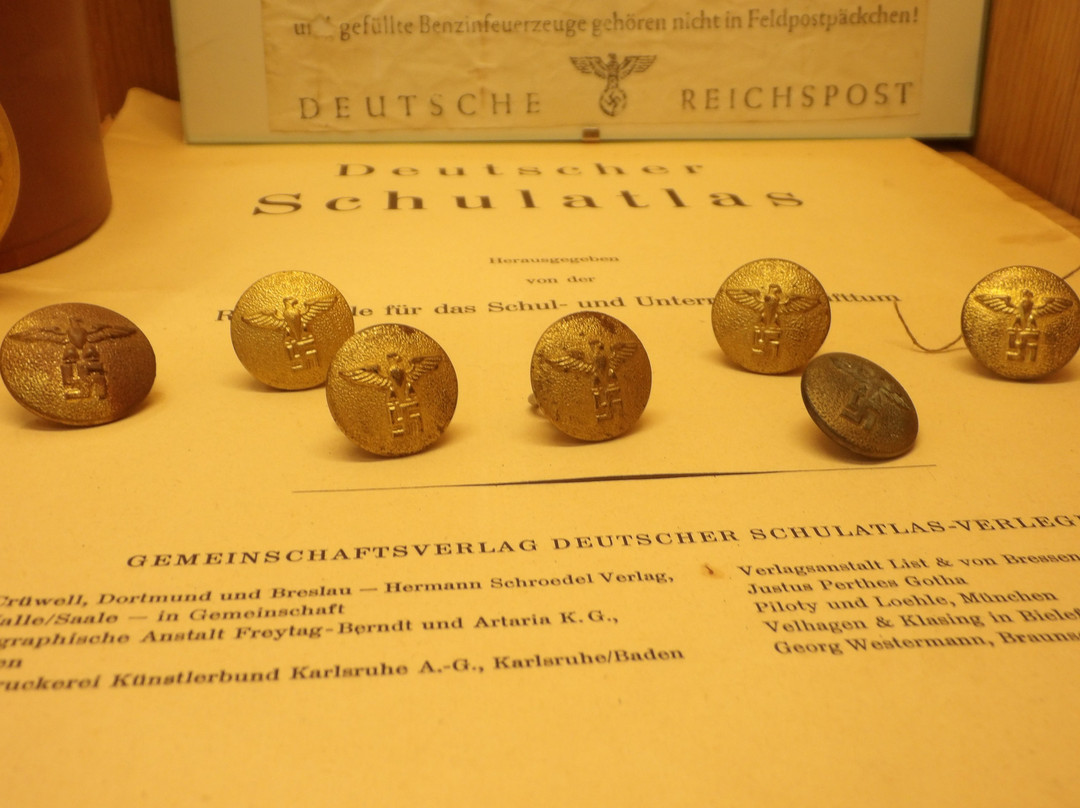 gefüllte Benzinfeuerzeuge gehören nicht in Feldpostpäckchen!
DEUTSCHE REICHSPOST
Deutscher
Schulatlas
Herausgegeben
von der
für das Schul- und
GEMEINSCHAFTSVERLAG DEUTSCHER SCHULATLAS-VERLEG
Crüwell, Dortmund und Breslau — Hermann Schroedel Verlag,
alle/Saale — in Gemeinschaft
graphische Anstalt Freytag-Berndt und Artaria K. G.,
en
ruckerei Künstlerbund Karlsruhe A.-G., Karlsruhe/Baden
Verlagsanstalt List & von Bressen
Justus Perthes Gotha
Piloty und Loehle, München
Velhagen & Klasing in Bielef
Georg Westermann, Brauns